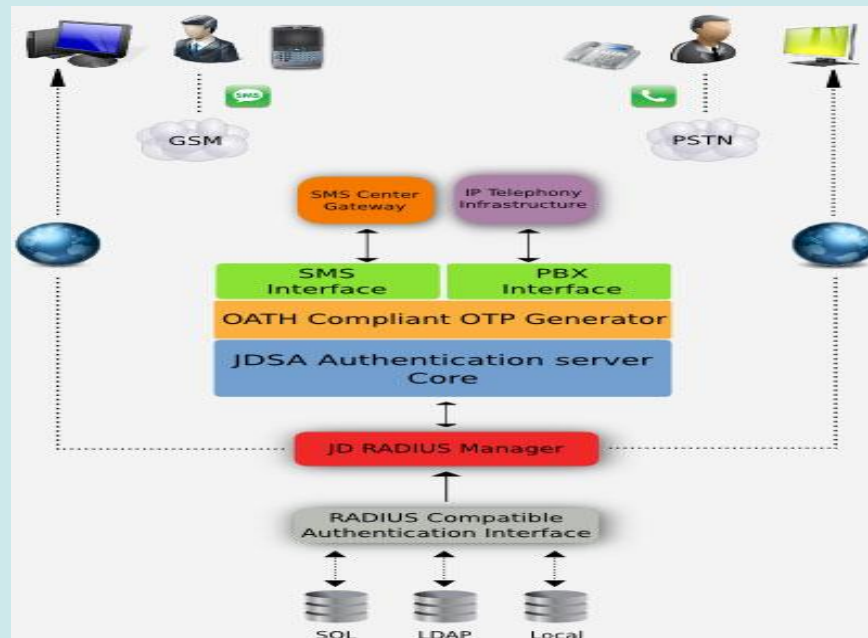 SMS
GSM
PSTN
SMS Center
Gateway
IP Telephony
Infrastructure
SMS
Interface
PBX
Interface
OATH Compliant OTP Generator
JDSA Authentication server
Core
JD RADIUS Manager
RADIUS Compatible
Authentication Interface
SQL
LDAP
Local